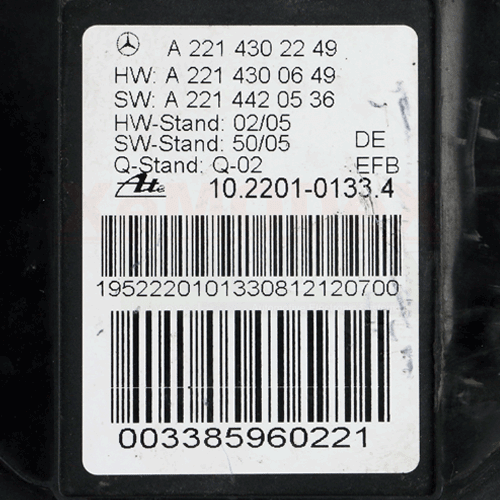 A 221 430 22 49
HW: A 221 430 06 49
SW: A 221 442 05 36
HW-Stand: 02/05
SW-Stand: 50/05 DE
Q-Stand: Q-02 EFB
Ate 10.2201-0133.4
1952220101330812120700
003385960221